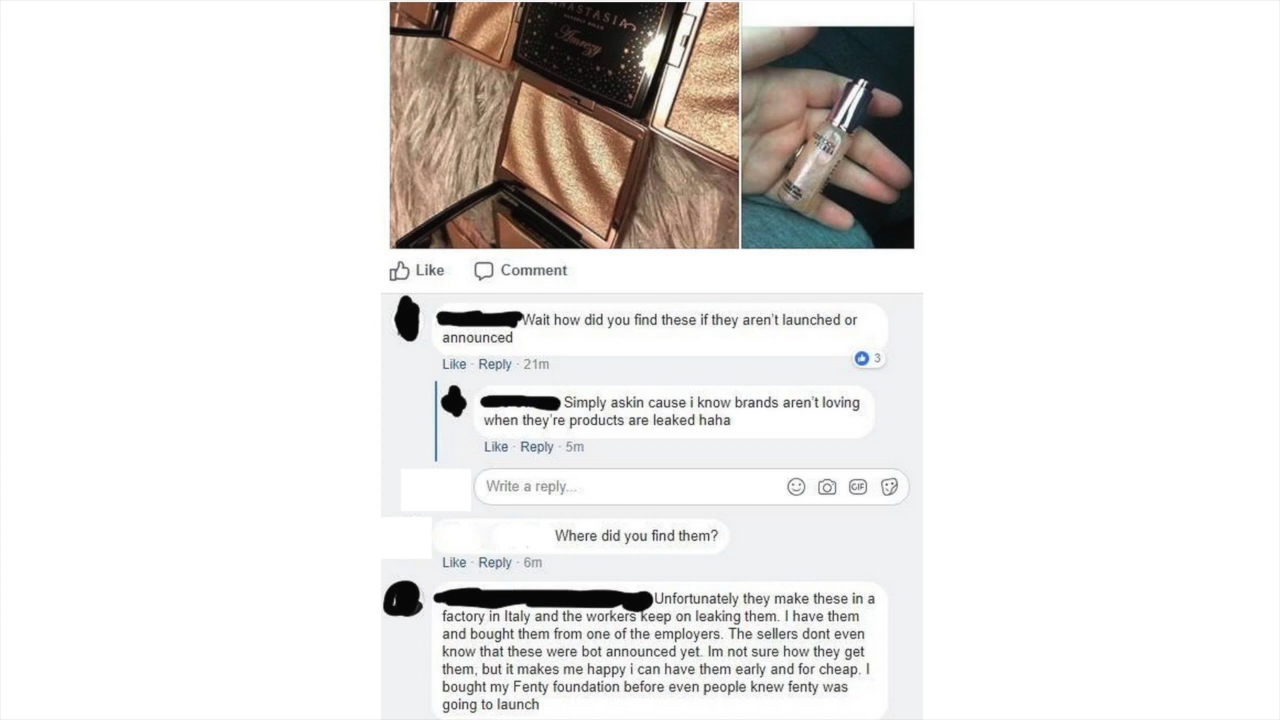 ANASTASIA
BEVERLY HILLS
Amrezy
Like Comment
Wait how did you find these if they aren't launched or
announced
Like · Reply · 21m
3
Simply askin cause i know brands aren't loving
when they're products are leaked haha
Like · Reply · 5m
Write a reply...
GIF
Where did you find them?
Like · Reply · 6m
Unfortunately they make these in a
factory in Italy and the workers keep on leaking them. I have them
and bought them from one of the employers. The sellers dont even
know that these were bot announced yet. Im not sure how they get
them, but it makes me happy i can have them early and for cheap. I
bought my Fenty foundation before even people knew fenty was
going to launch